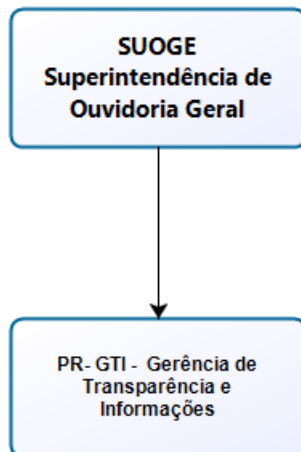 SUOGE
Superintendência de
Ouvidoria Geral
PR- GTI - Gerência de
Transparência e
Informações